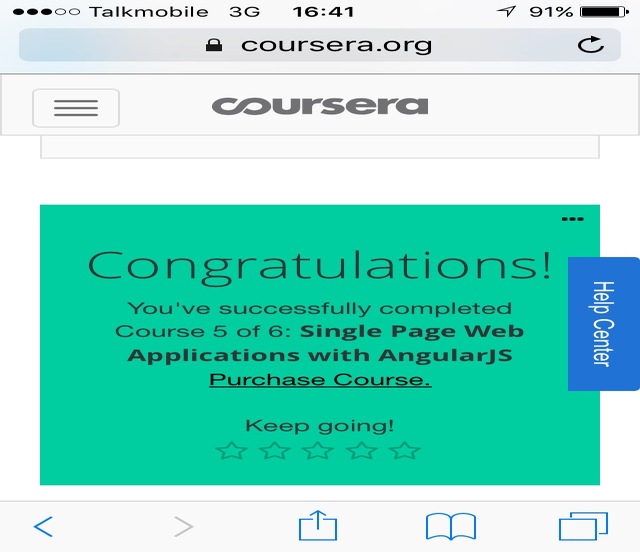 Talkmobile 3G 16:41 91%
coursera.org
coursera
...
Congratulations!
You've successfully completed
Course 5 of 6: Single Page Web
Applications with AngularJS
Purchase Course.
Help Center
Keep going!